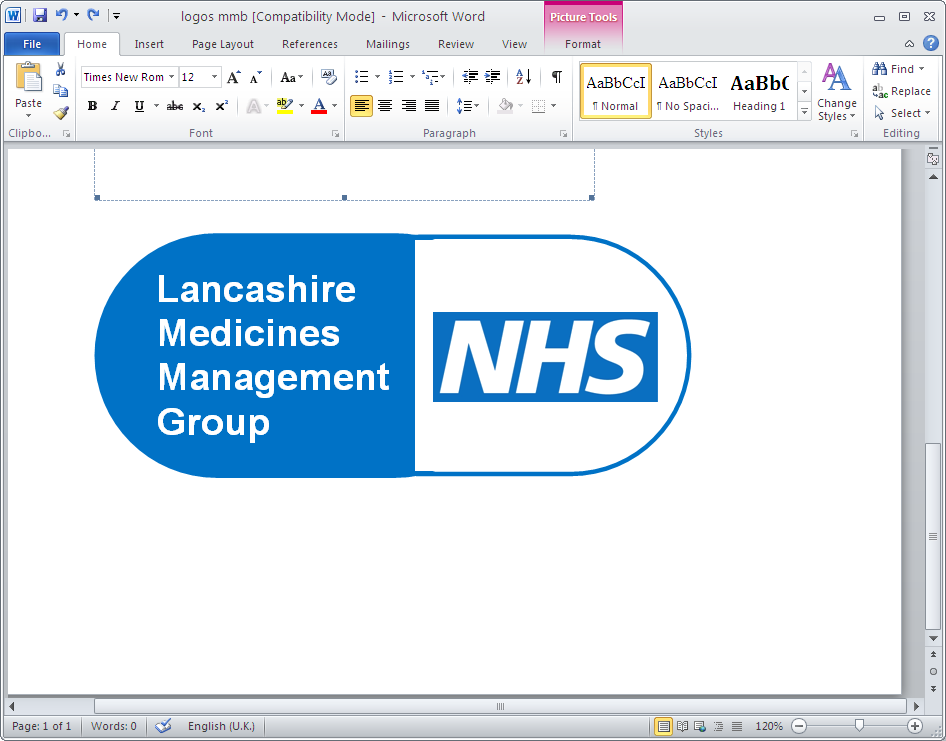 logos mmb [Compatibility Mode] - Microsoft Word
Picture Tools
File Home Insert Page Layout References Mailings Review View Format
Times New Rom 12 Aa Aa
AaBbCcI AaBbCcI AaBbC
Paste
¶ Normal ¶ No Spaci... Heading 1
Change
Styles
Find
Replace
Select
B I U abc x₂ x² A ab A
Clipbo... Font Paragraph Styles Editing
Lancashire
Medicines
Management
Group
NHS
Page: 1 of 1 Words: 0 English (U.K.) 120%